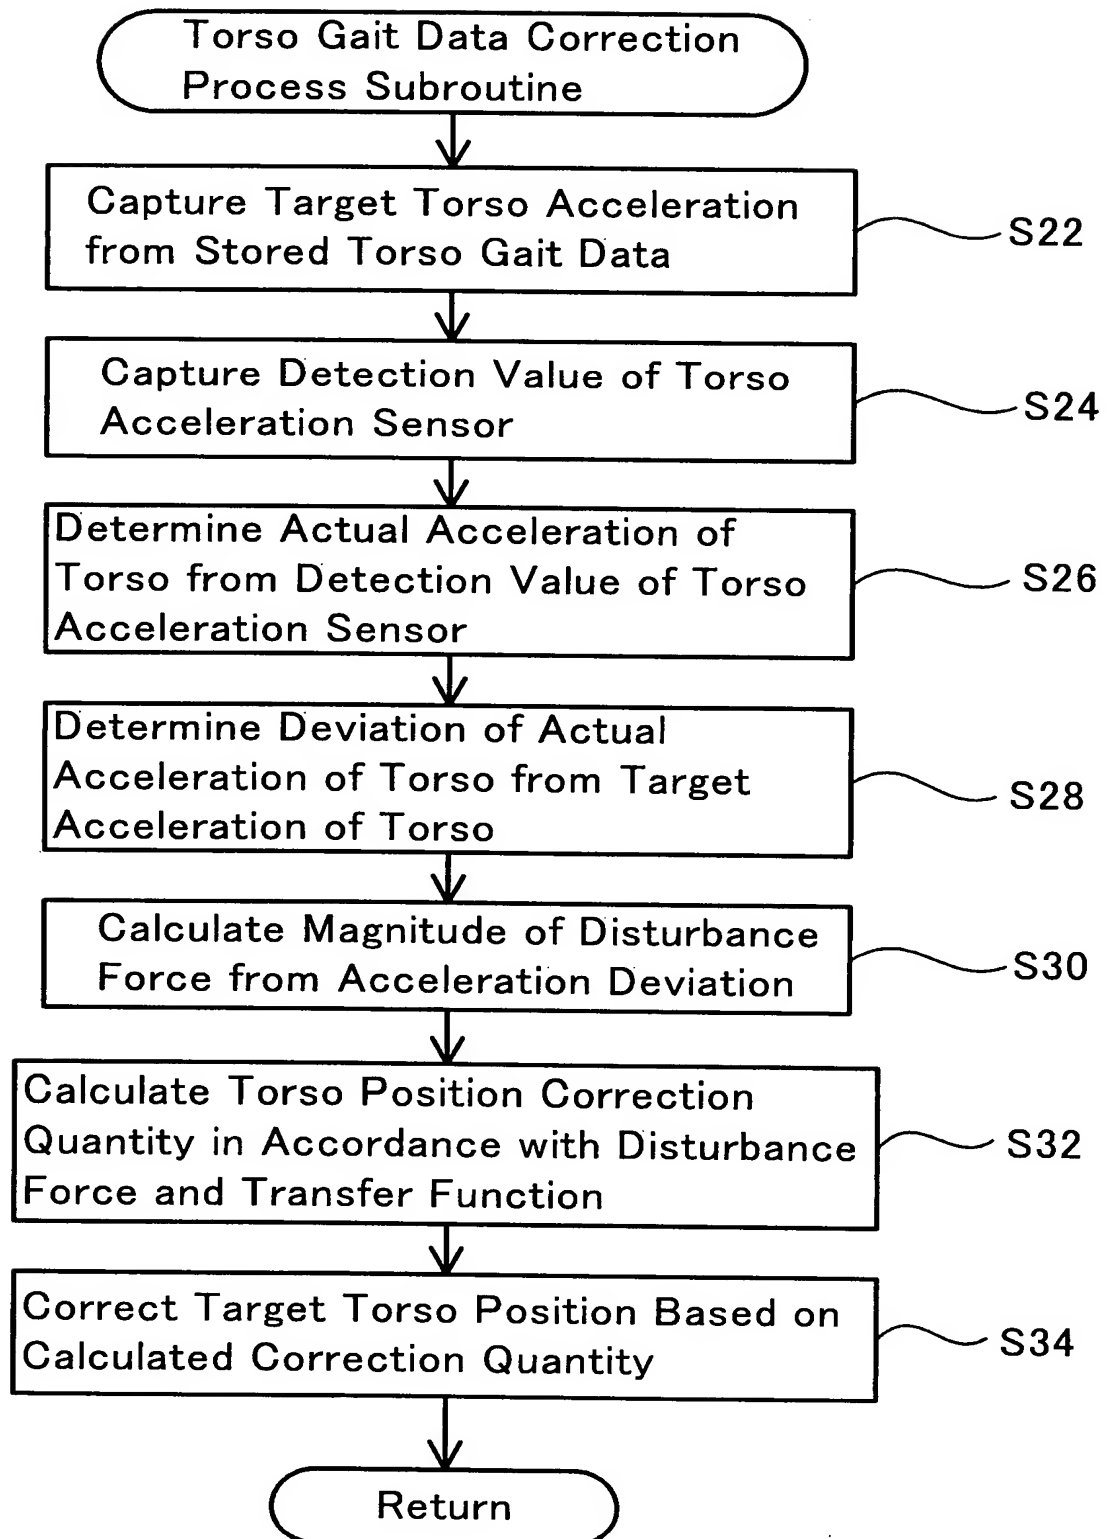 Torso Gait Data Correction
Process Subroutine
Capture Target Torso Acceleration
from Stored Torso Gait Data
S22
Capture Detection Value of Torso
Acceleration Sensor
S24
Determine Actual Acceleration of
Torso from Detection Value of Torso
Acceleration Sensor
S26
Determine Deviation of Actual
Acceleration of Torso from Target
Acceleration of Torso
S28
Calculate Magnitude of Disturbance
Force from Acceleration Deviation
S30
Calculate Torso Position Correction
Quantity in Accordance with Disturbance
Force and Transfer Function
S32
Correct Target Torso Position Based on
Calculated Correction Quantity
S34
Return